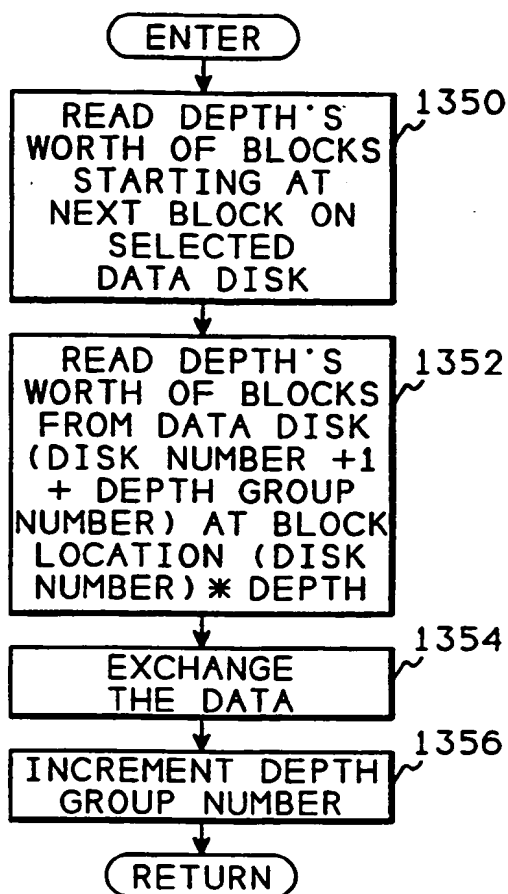 ENTER
1350
READ DEPTH'S
WORTH OF BLOCKS
STARTING AT
NEXT BLOCK ON
SELECTED
DATA DISK
1352
READ DEPTH'S
WORTH OF BLOCKS
FROM DATA DISK
(DISK NUMBER +1
+ DEPTH GROUP
NUMBER) AT BLOCK
LOCATION (DISK
NUMBER) * DEPTH
1354
EXCHANGE
THE DATA
1356
INCREMENT DEPTH
GROUP NUMBER
RETURN